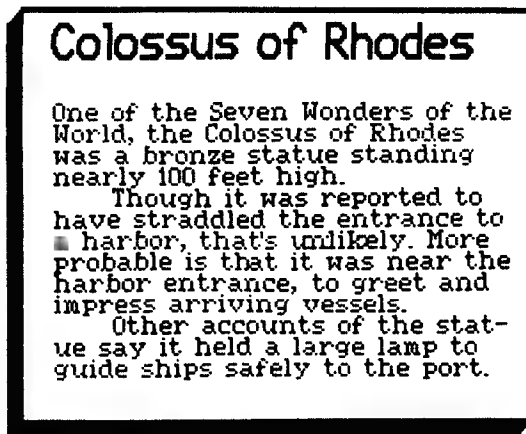 Colossus of Rhodes
One of the Seven Wonders of the
World, the Colossus of Rhodes
was a bronze statue standing
nearly 100 feet high.
Though it was reported to
have straddled the entrance to
harbor, that's unlikely. More
probable is that it was near the
harbor entrance, to greet and
impress arriving vessels.
Other accounts of the stat-
ue say it held a large lamp to
guide ships safely to the port.